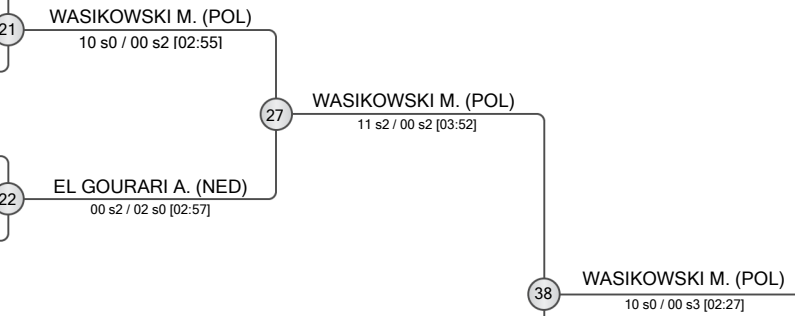 21
WASIKOWSKI M. (POL)
10 s0 / 00 s2 [02:55]
27
WASIKOWSKI M. (POL)
11 s2 / 00 s2 [03:52]
22
EL GOURARI A. (NED)
00 s2 / 02 s0 [02:57]
38
WASIKOWSKI M. (POL)
10 s0 / 00 s3 [02:27]